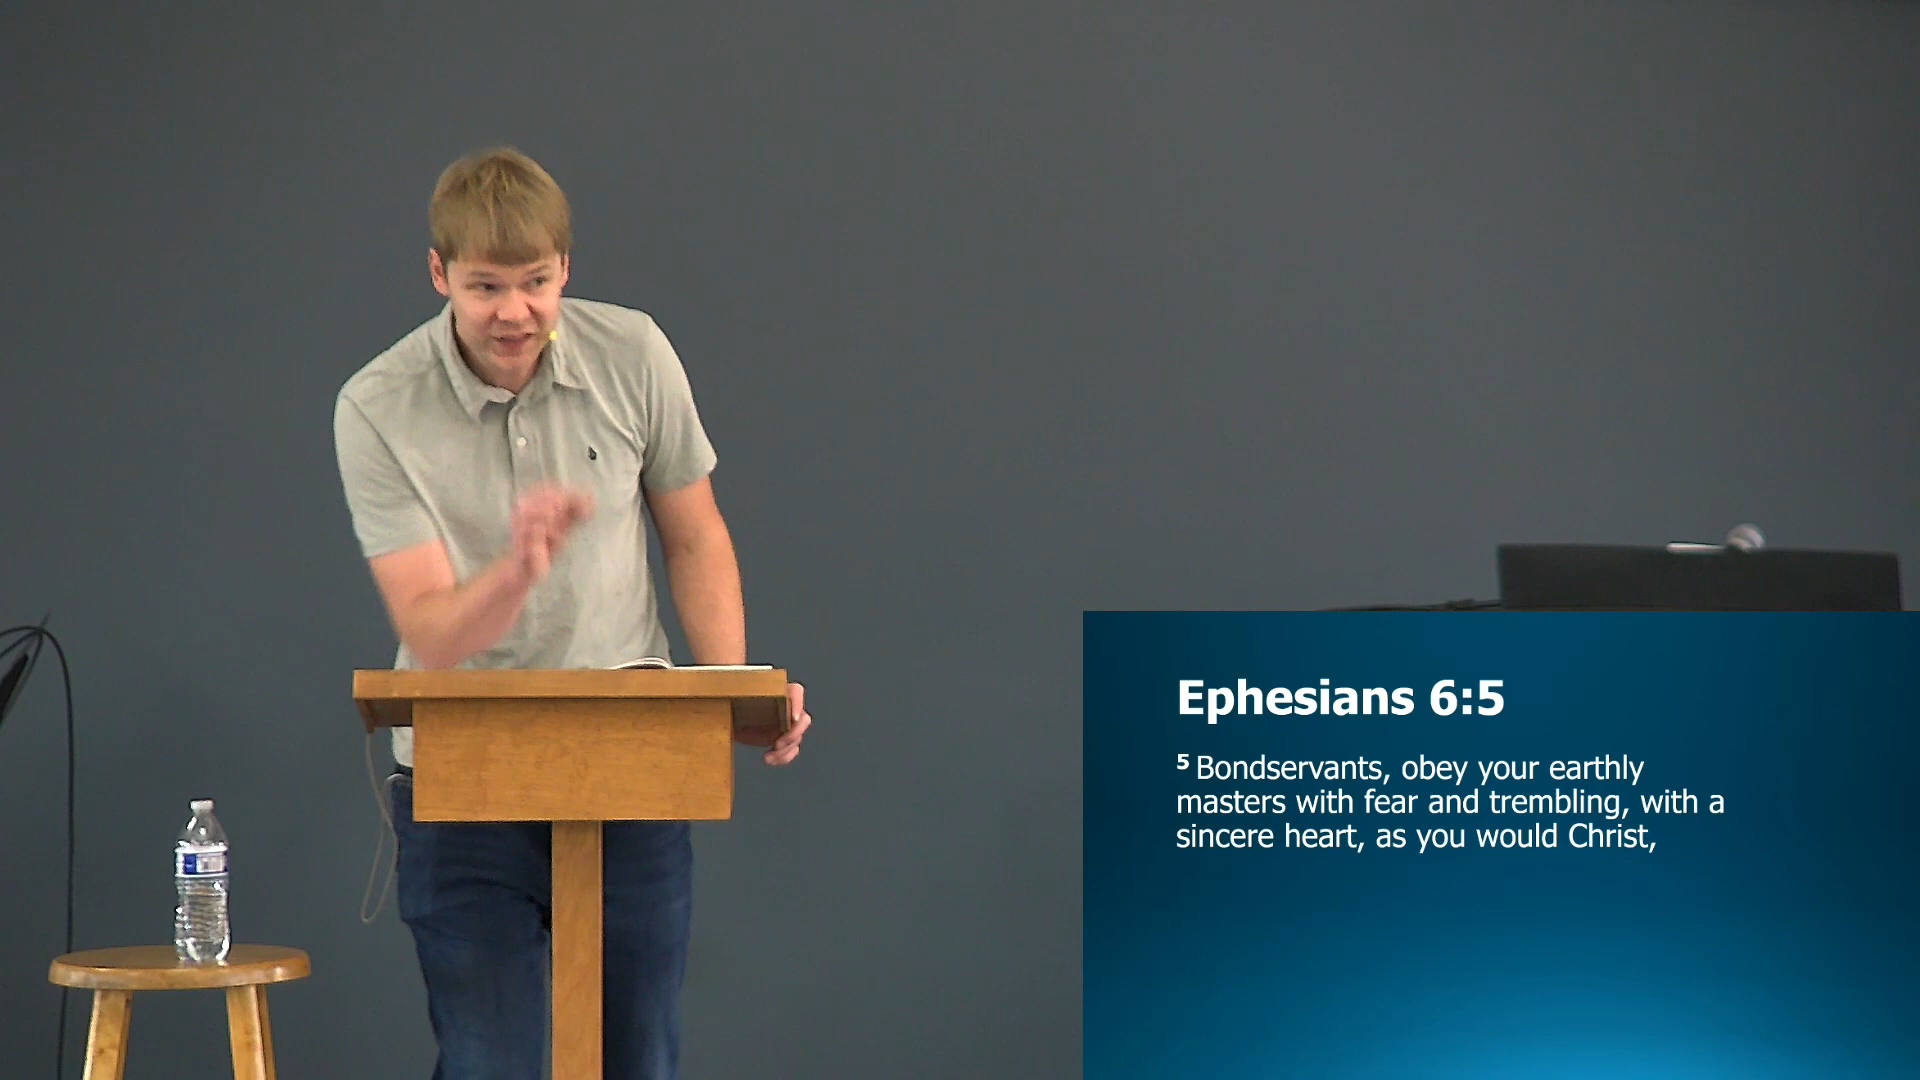 Ephesians 6:5
5 Bondservants, obey your earthly
masters with fear and trembling, with a
sincere heart, as you would Christ,